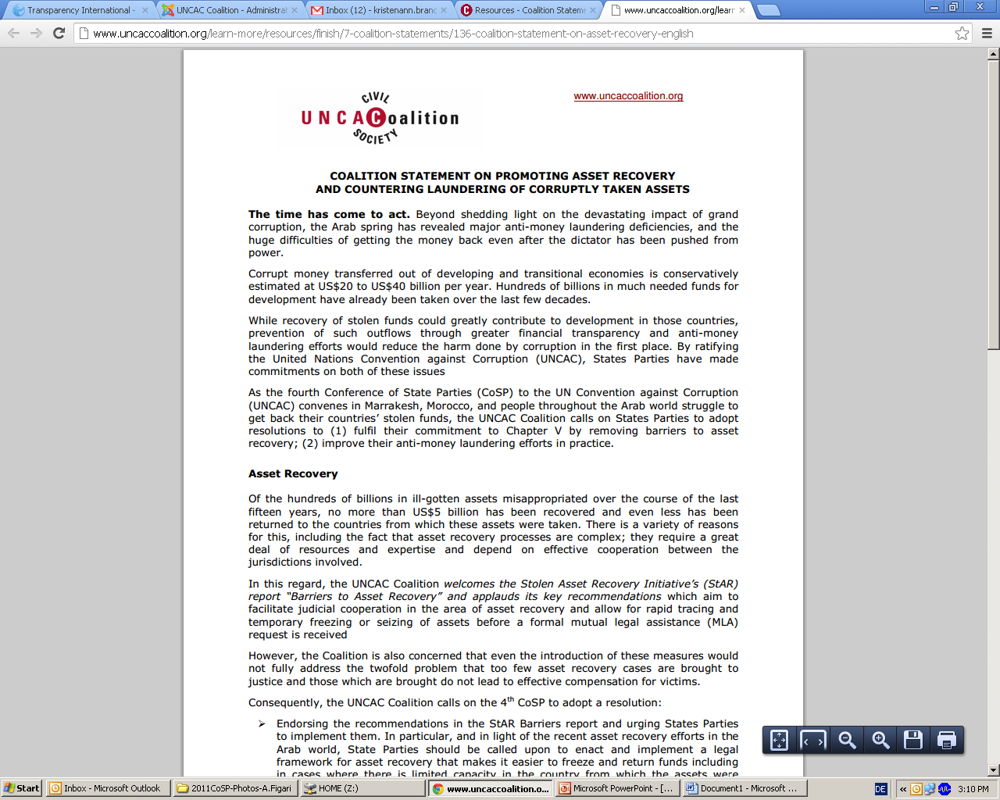 Transparency International -
UNCAC Coalition - Administra
Inbox (12) - kristenann.branc
Resources - Coalition Stateme
www.uncaccoalition.org/learn
www.uncaccoalition.org/learn-more/resources/finish/7-coalition-statements/136-coalition-statement-on-asset-recovery-english
CIVIL
UNCACoalition
SOCIETY
www.uncaccoalition.org
COALITION STATEMENT ON PROMOTING ASSET RECOVERY
AND COUNTERING LAUNDERING OF CORRUPTLY TAKEN ASSETS
The time has come to act. Beyond shedding light on the devastating impact of grand
corruption, the Arab spring has revealed major anti-money laundering deficiencies, and the
huge difficulties of getting the money back even after the dictator has been pushed from
power.
Corrupt money transferred out of developing and transitional economies is conservatively
estimated at US$20 to US$40 billion per year. Hundreds of billions in much needed funds for
development have already been taken over the last few decades.
While recovery of stolen funds could greatly contribute to development in those countries,
prevention of such outflows through greater financial transparency and anti-money
laundering efforts would reduce the harm done by corruption in the first place. By ratifying
the United Nations Convention against Corruption (UNCAC), States Parties have made
commitments on both of these issues
As the fourth Conference of State Parties (CoSP) to the UN Convention against Corruption
(UNCAC) convenes in Marrakesh, Morocco, and people throughout the Arab world struggle to
get back their countries’ stolen funds, the UNCAC Coalition calls on States Parties to adopt
resolutions to (1) fulfil their commitment to Chapter V by removing barriers to asset
recovery; (2) improve their anti-money laundering efforts in practice.
Asset Recovery
Of the hundreds of billions in ill-gotten assets misappropriated over the course of the last
fifteen years, no more than US$5 billion has been recovered and even less has been
returned to the countries from which these assets were taken. There is a variety of reasons
for this, including the fact that asset recovery processes are complex; they require a great
deal of resources and expertise and depend on effective cooperation between the
jurisdictions involved.
In this regard, the UNCAC Coalition welcomes the Stolen Asset Recovery Initiative’s (StAR)
report “Barriers to Asset Recovery” and applauds its key recommendations which aim to
facilitate judicial cooperation in the area of asset recovery and allow for rapid tracing and
temporary freezing or seizing of assets before a formal mutual legal assistance (MLA)
request is received
However, the Coalition is also concerned that even the introduction of these measures would
not fully address the twofold problem that too few asset recovery cases are brought to
justice and those which are brought do not lead to effective compensation for victims.
Consequently, the UNCAC Coalition calls on the 4th CoSP to adopt a resolution:
➢ Endorsing the recommendations in the StAR Barriers report and urging States Parties
to implement them. In particular, and in light of the recent asset recovery efforts in the
Arab world, State Parties should be called upon to enact and implement a legal
framework for asset recovery that makes it easier to freeze and return funds including
in cases where there is limited capacity in the country from which the assets were
Start
Inbox - Microsoft Outlook
2011CoSP-Photos-A.Figari
HOME (Z:)
www.uncaccoalition.o...
Microsoft PowerPoint - [...
Document1 - Microsoft ...
DE
«
3:10 PM